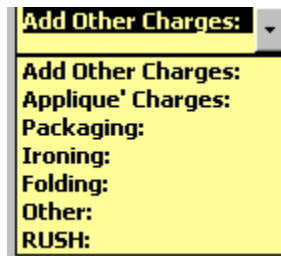 Add Other Charges:
Add Other Charges:
Applique' Charges:
Packaging:
Ironing:
Folding:
Other:
RUSH: